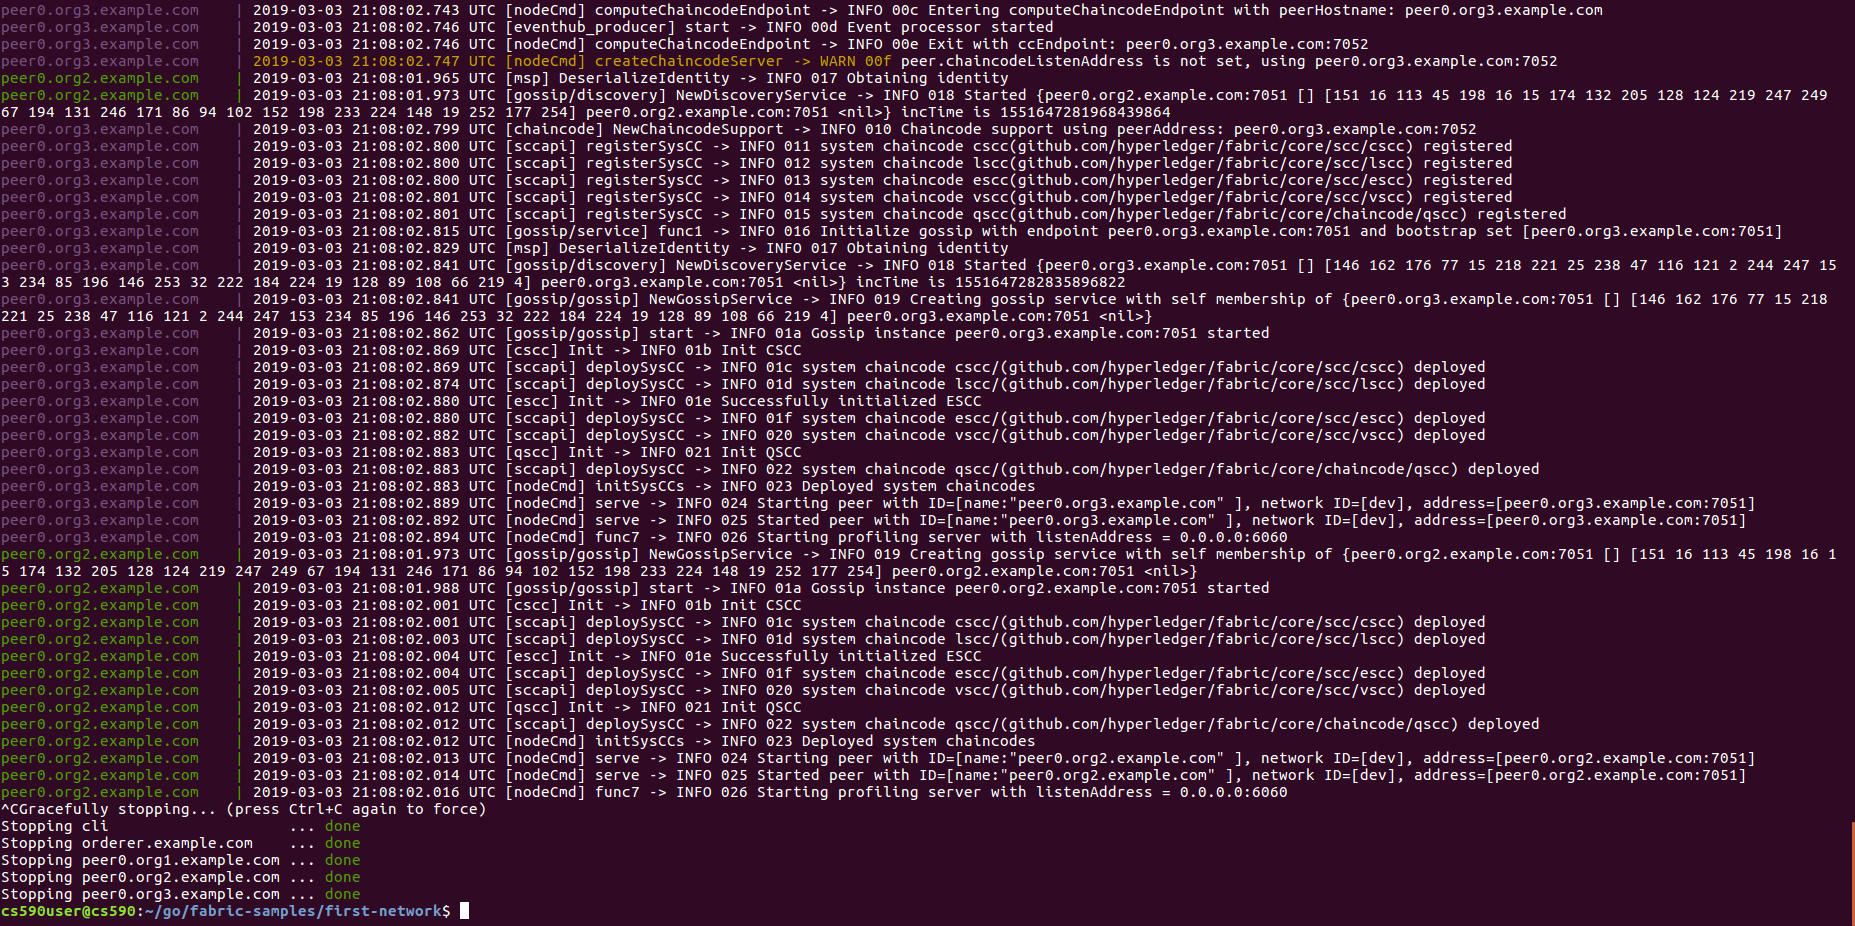 peer0.org3.example.com    | 2019-03-03 21:08:02.743 UTC [nodeCmd] computeChaincodeEndpoint -> INFO 00c Entering computeChaincodeEndpoint with peerHostname: peer0.org3.example.com
peer0.org3.example.com    | 2019-03-03 21:08:02.746 UTC [eventhub_producer] start -> INFO 00d Event processor started
peer0.org3.example.com    | 2019-03-03 21:08:02.746 UTC [nodeCmd] computeChaincodeEndpoint -> INFO 00e Exit with ccEndpoint: peer0.org3.example.com:7052
peer0.org3.example.com    | 2019-03-03 21:08:02.747 UTC [nodeCmd] createChaincodeServer -> WARN 00f peer.chaincodeListenAddress is not set, using peer0.org3.example.com:7052
peer0.org2.example.com    | 2019-03-03 21:08:01.965 UTC [msp] DeserializeIdentity -> INFO 017 Obtaining identity
peer0.org2.example.com    | 2019-03-03 21:08:01.973 UTC [gossip/discovery] NewDiscoveryService -> INFO 018 Started {peer0.org2.example.com:7051 [] [151 16 113 45 198 16 15 174 132 205 128 124 219 247 249
67 194 131 246 171 86 94 102 152 198 233 224 148 19 252 177 254] peer0.org2.example.com:7051 <nil>} incTime is 1551647281968439864
peer0.org3.example.com    | 2019-03-03 21:08:02.799 UTC [chaincode] NewChaincodeSupport -> INFO 010 Chaincode support using peerAddress: peer0.org3.example.com:7052
peer0.org3.example.com    | 2019-03-03 21:08:02.800 UTC [sccapi] registerSysCC -> INFO 011 system chaincode cscc(github.com/hyperledger/fabric/core/scc/cscc) registered
peer0.org3.example.com    | 2019-03-03 21:08:02.800 UTC [sccapi] registerSysCC -> INFO 012 system chaincode lscc(github.com/hyperledger/fabric/core/scc/lscc) registered
peer0.org3.example.com    | 2019-03-03 21:08:02.800 UTC [sccapi] registerSysCC -> INFO 013 system chaincode escc(github.com/hyperledger/fabric/core/scc/escc) registered
peer0.org3.example.com    | 2019-03-03 21:08:02.801 UTC [sccapi] registerSysCC -> INFO 014 system chaincode vscc(github.com/hyperledger/fabric/core/scc/vscc) registered
peer0.org3.example.com    | 2019-03-03 21:08:02.801 UTC [sccapi] registerSysCC -> INFO 015 system chaincode qscc(github.com/hyperledger/fabric/core/chaincode/qscc) registered
peer0.org3.example.com    | 2019-03-03 21:08:02.815 UTC [gossip/service] func1 -> INFO 016 Initialize gossip with endpoint peer0.org3.example.com:7051 and bootstrap set [peer0.org3.example.com:7051]
peer0.org3.example.com    | 2019-03-03 21:08:02.829 UTC [msp] DeserializeIdentity -> INFO 017 Obtaining identity
peer0.org3.example.com    | 2019-03-03 21:08:02.841 UTC [gossip/discovery] NewDiscoveryService -> INFO 018 Started {peer0.org3.example.com:7051 [] [146 162 176 77 15 218 221 25 238 47 116 121 2 244 247 15
3 234 85 196 146 253 32 222 184 224 19 128 89 108 66 219 4] peer0.org3.example.com:7051 <nil>} incTime is 1551647282835896822
peer0.org3.example.com    | 2019-03-03 21:08:02.841 UTC [gossip/gossip] NewGossipService -> INFO 019 Creating gossip service with self membership of {peer0.org3.example.com:7051 [] [146 162 176 77 15 218
221 25 238 47 116 121 2 244 247 153 234 85 196 146 253 32 222 184 224 19 128 89 108 66 219 4] peer0.org3.example.com:7051 <nil>}
peer0.org3.example.com    | 2019-03-03 21:08:02.862 UTC [gossip/gossip] start -> INFO 01a Gossip instance peer0.org3.example.com:7051 started
peer0.org3.example.com    | 2019-03-03 21:08:02.869 UTC [cscc] Init -> INFO 01b Init CSCC
peer0.org3.example.com    | 2019-03-03 21:08:02.869 UTC [sccapi] deploySysCC -> INFO 01c system chaincode cscc/(github.com/hyperledger/fabric/core/scc/cscc) deployed
peer0.org3.example.com    | 2019-03-03 21:08:02.874 UTC [sccapi] deploySysCC -> INFO 01d system chaincode lscc/(github.com/hyperledger/fabric/core/scc/lscc) deployed
peer0.org3.example.com    | 2019-03-03 21:08:02.880 UTC [escc] Init -> INFO 01e Successfully initialized ESCC
peer0.org3.example.com    | 2019-03-03 21:08:02.880 UTC [sccapi] deploySysCC -> INFO 01f system chaincode escc/(github.com/hyperledger/fabric/core/scc/escc) deployed
peer0.org3.example.com    | 2019-03-03 21:08:02.882 UTC [sccapi] deploySysCC -> INFO 020 system chaincode vscc/(github.com/hyperledger/fabric/core/scc/vscc) deployed
peer0.org3.example.com    | 2019-03-03 21:08:02.883 UTC [qscc] Init -> INFO 021 Init QSCC
peer0.org3.example.com    | 2019-03-03 21:08:02.883 UTC [sccapi] deploySysCC -> INFO 022 system chaincode qscc/(github.com/hyperledger/fabric/core/chaincode/qscc) deployed
peer0.org3.example.com    | 2019-03-03 21:08:02.883 UTC [nodeCmd] initSysCCs -> INFO 023 Deployed system chaincodes
peer0.org3.example.com    | 2019-03-03 21:08:02.889 UTC [nodeCmd] serve -> INFO 024 Starting peer with ID=[name:"peer0.org3.example.com" ], network ID=[dev], address=[peer0.org3.example.com:7051]
peer0.org3.example.com    | 2019-03-03 21:08:02.892 UTC [nodeCmd] serve -> INFO 025 Started peer with ID=[name:"peer0.org3.example.com" ], network ID=[dev], address=[peer0.org3.example.com:7051]
peer0.org3.example.com    | 2019-03-03 21:08:02.894 UTC [nodeCmd] func7 -> INFO 026 Starting profiling server with listenAddress = 0.0.0.0:6060
peer0.org2.example.com    | 2019-03-03 21:08:01.973 UTC [gossip/gossip] NewGossipService -> INFO 019 Creating gossip service with self membership of {peer0.org2.example.com:7051 [] [151 16 113 45 198 16 1
5 174 132 205 128 124 219 247 249 67 194 131 246 171 86 94 102 152 198 233 224 148 19 252 177 254] peer0.org2.example.com:7051 <nil>}
peer0.org2.example.com    | 2019-03-03 21:08:01.988 UTC [gossip/gossip] start -> INFO 01a Gossip instance peer0.org2.example.com:7051 started
peer0.org2.example.com    | 2019-03-03 21:08:02.001 UTC [cscc] Init -> INFO 01b Init CSCC
peer0.org2.example.com    | 2019-03-03 21:08:02.001 UTC [sccapi] deploySysCC -> INFO 01c system chaincode cscc/(github.com/hyperledger/fabric/core/scc/cscc) deployed
peer0.org2.example.com    | 2019-03-03 21:08:02.003 UTC [sccapi] deploySysCC -> INFO 01d system chaincode lscc/(github.com/hyperledger/fabric/core/scc/lscc) deployed
peer0.org2.example.com    | 2019-03-03 21:08:02.004 UTC [escc] Init -> INFO 01e Successfully initialized ESCC
peer0.org2.example.com    | 2019-03-03 21:08:02.004 UTC [sccapi] deploySysCC -> INFO 01f system chaincode escc/(github.com/hyperledger/fabric/core/scc/escc) deployed
peer0.org2.example.com    | 2019-03-03 21:08:02.005 UTC [sccapi] deploySysCC -> INFO 020 system chaincode vscc/(github.com/hyperledger/fabric/core/scc/vscc) deployed
peer0.org2.example.com    | 2019-03-03 21:08:02.012 UTC [qscc] Init -> INFO 021 Init QSCC
peer0.org2.example.com    | 2019-03-03 21:08:02.012 UTC [sccapi] deploySysCC -> INFO 022 system chaincode qscc/(github.com/hyperledger/fabric/core/chaincode/qscc) deployed
peer0.org2.example.com    | 2019-03-03 21:08:02.012 UTC [nodeCmd] initSysCCs -> INFO 023 Deployed system chaincodes
peer0.org2.example.com    | 2019-03-03 21:08:02.013 UTC [nodeCmd] serve -> INFO 024 Starting peer with ID=[name:"peer0.org2.example.com" ], network ID=[dev], address=[peer0.org2.example.com:7051]
peer0.org2.example.com    | 2019-03-03 21:08:02.014 UTC [nodeCmd] serve -> INFO 025 Started peer with ID=[name:"peer0.org2.example.com" ], network ID=[dev], address=[peer0.org2.example.com:7051]
peer0.org2.example.com    | 2019-03-03 21:08:02.016 UTC [nodeCmd] func7 -> INFO 026 Starting profiling server with listenAddress = 0.0.0.0:6060
^CGracefully stopping... (press Ctrl+C again to force)
Stopping cli                    ... done
Stopping orderer.example.com    ... done
Stopping peer0.org1.example.com ... done
Stopping peer0.org2.example.com ... done
Stopping peer0.org3.example.com ... done
cs590user@cs590:~/go/fabric-samples/first-network$